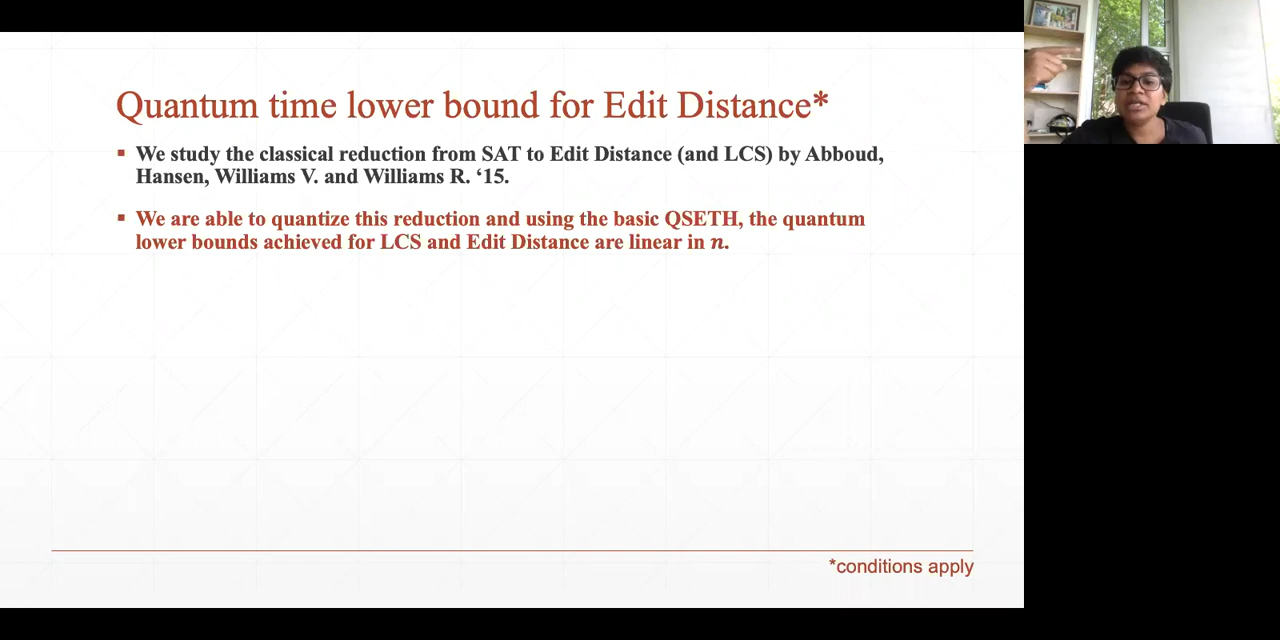 Quantum time lower bound for Edit Distance*
▪ We study the classical reduction from SAT to Edit Distance (and LCS) by Abboud,
Hansen, Williams V. and Williams R. ‘15.
▪ We are able to quantize this reduction and using the basic QSETH, the quantum
lower bounds achieved for LCS and Edit Distance are linear in n.
*conditions apply